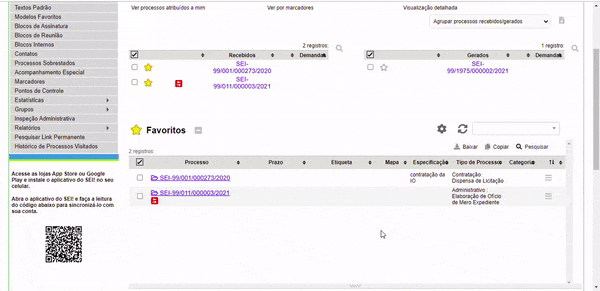 Textos Padrão
Modelos Favoritos
Blocos de Assinatura
Blocos de Reunião
Blocos Internos
Contatos
Processos Sobrestados
Acompanhamento Especial
Marcadores
Pontos de Controle
Estatísticas
Grupos
Inspeção Administrativa
Relatórios
Pesquisar Link Permanente
Histórico de Processos Visitados
Acesse as lojas App Store ou Google
Play e instale o aplicativo do SEI! no seu
celular.
Abra o aplicativo do SEI! e faça a leitura
do código abaixo para sincronizá-lo com
sua conta.
Ver processos atribuídos a mim
Ver por marcadores
Visualização detalhada
Agrupar processos recebidos/gerados
2 registros:
Recebidos
Demandas
SEI-
99/001/000273/2020
SEI-
99/011/000003/2021
1 registro:
Gerados
Demandas
SEI-
99/1975/000002/2021
Favoritos
Baixar
Copiar
Pesquisar
2 registros:
Processo
Prazo
Etiqueta
Mapa
Especificação
Tipo de Processo
Categoria
SEI-99/001/000273/2020
contratação da
IO
Contratação:
Dispensa de Licitação
SEI-99/011/000003/2021
Administrativo :
Elaboração de Ofício
de Mero Expediente